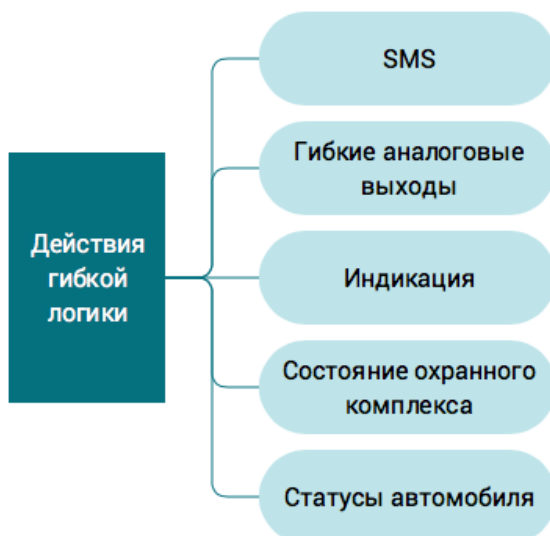 Действия
гибкой
логики
SMS
Гибкие аналоговые
выходы
Индикация
Состояние охранного
комплекса
Статусы автомобиля